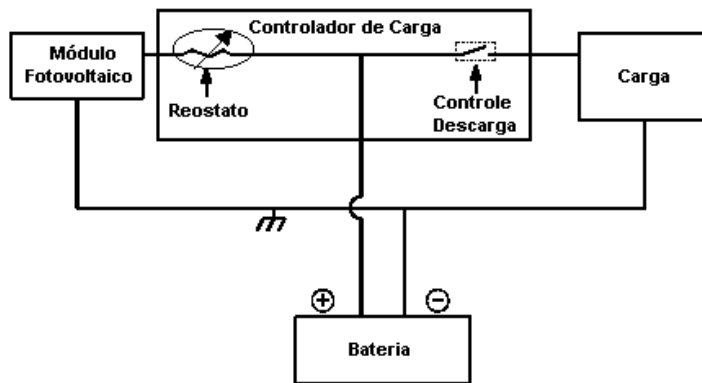 Controlador de Carga
Módulo
Fotovoltaico
Reostato
Controle
Descarga
Carga
+
−
Bateria